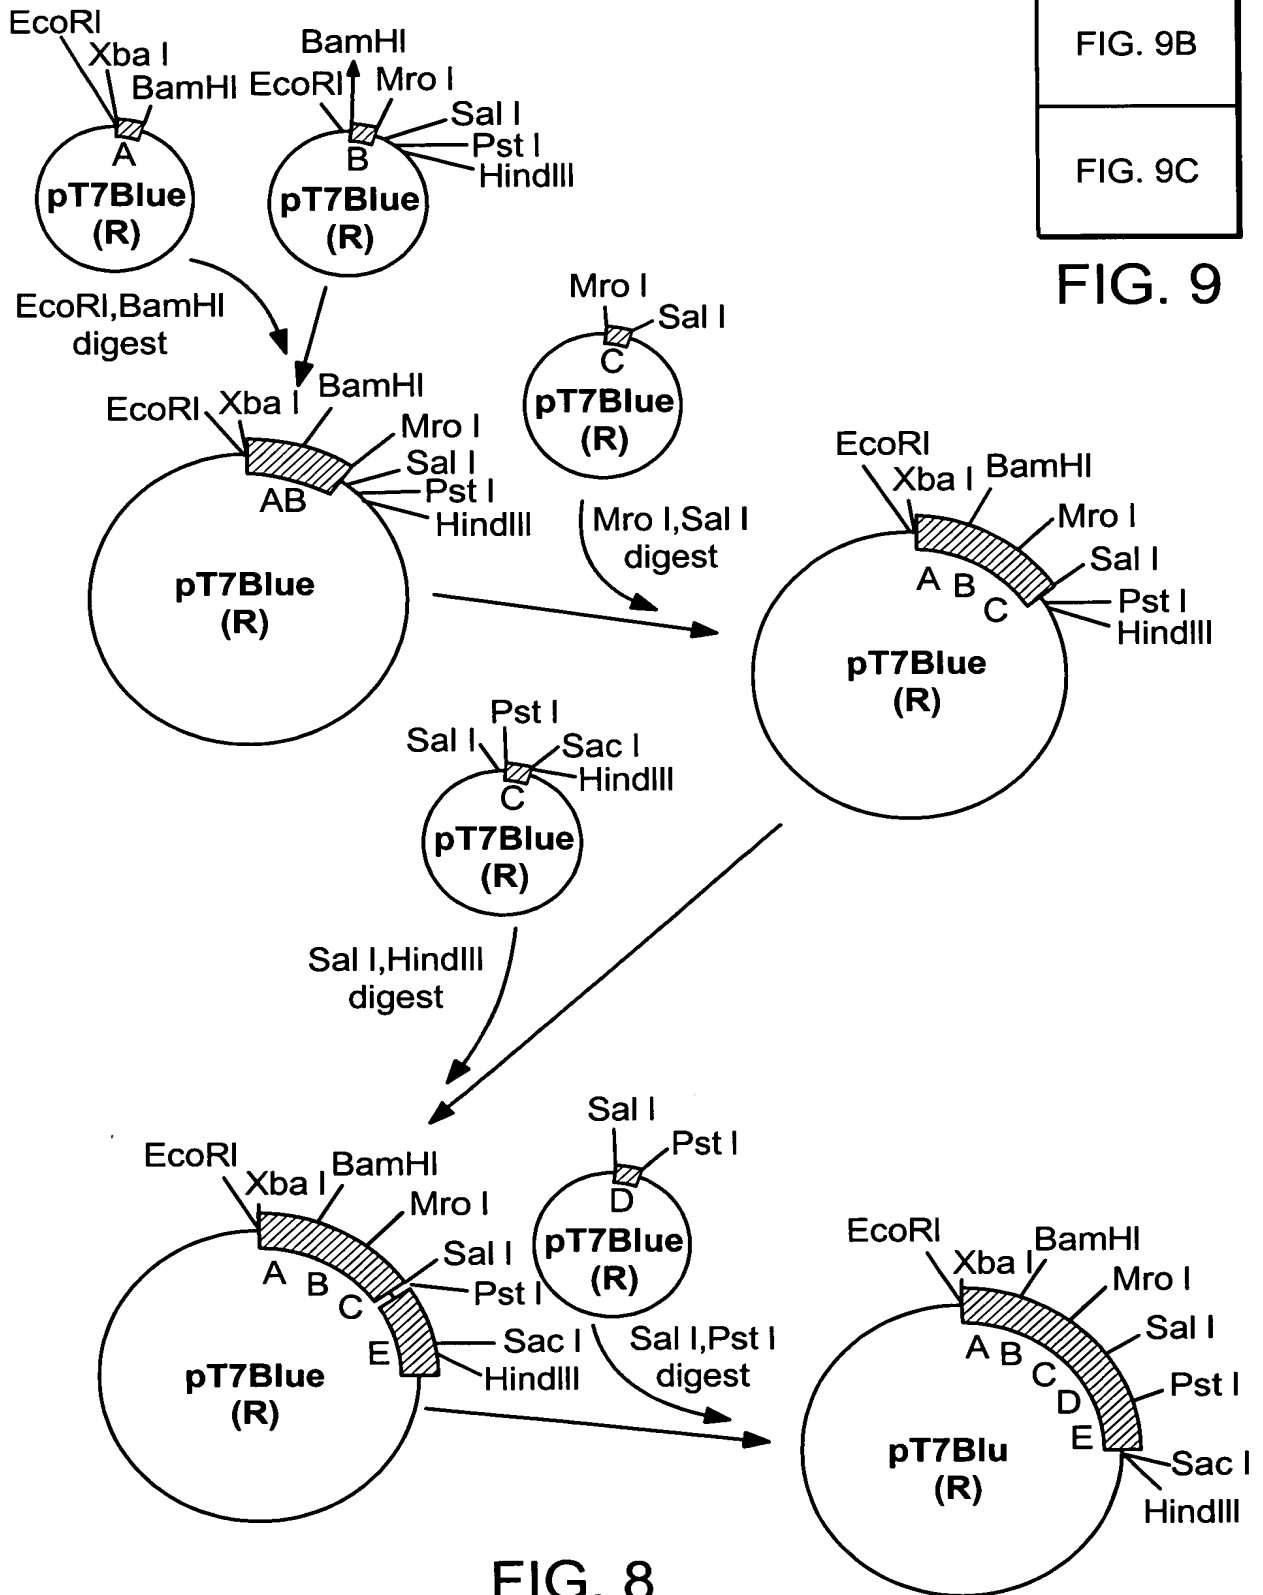 EcoRI
Xba I
BamHI
A
pT7Blue
(R)
BamHI
EcoRI
Mro I
Sal I
Pst I
HindIII
B
pT7Blue
(R)
FIG. 9B
FIG. 9C
FIG. 9
EcoRI,BamHI
digest
Mro I
Sal I
C
pT7Blue
(R)
Mro I,Sal I
digest
EcoRI
Xba I
BamHI
Mro I
Sal I
Pst I
HindIII
AB
pT7Blue
(R)
EcoRI
Xba I
BamHI
Mro I
Sal I
Pst I
HindIII
A
B
C
pT7Blue
(R)
Pst I
Sal I
Sac I
HindIII
C
pT7Blue
(R)
Sal I,HindIII
digest
Sal I
Pst I
D
pT7Blue
(R)
Sal I,Pst I
digest
EcoRI
Xba I
BamHI
Mro I
Sal I
Pst I
Sac I
HindIII
A
B
C
E
pT7Blue
(R)
EcoRI
Xba I
BamHI
Mro I
Sal I
Pst I
Sac I
HindIII
A
B
C
D
E
pT7Blu
(R)
FIG. 8